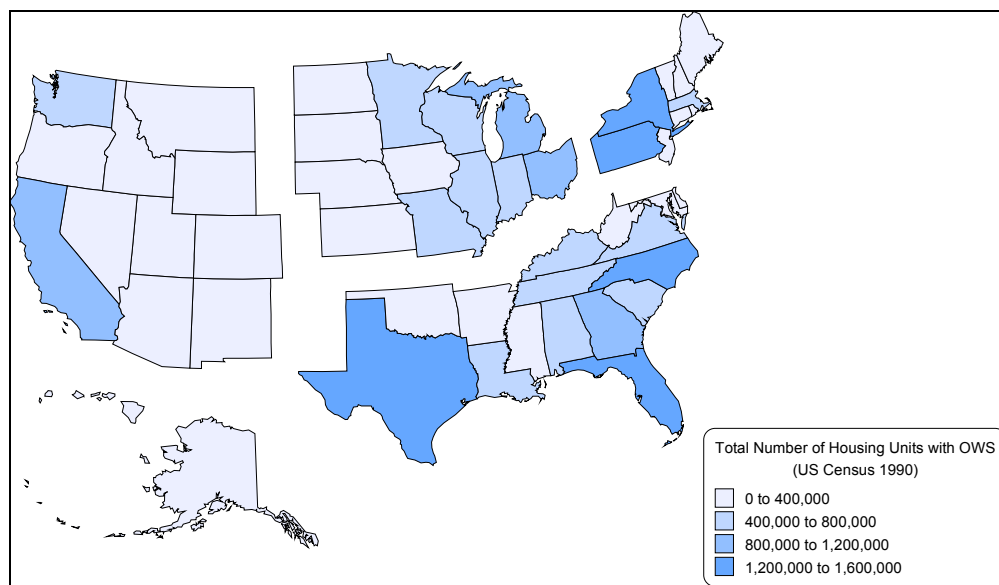 Total Number of Housing Units with OWS
(US Census 1990)
0 to 400,000
400,000 to 800,000
800,000 to 1,200,000
1,200,000 to 1,600,000